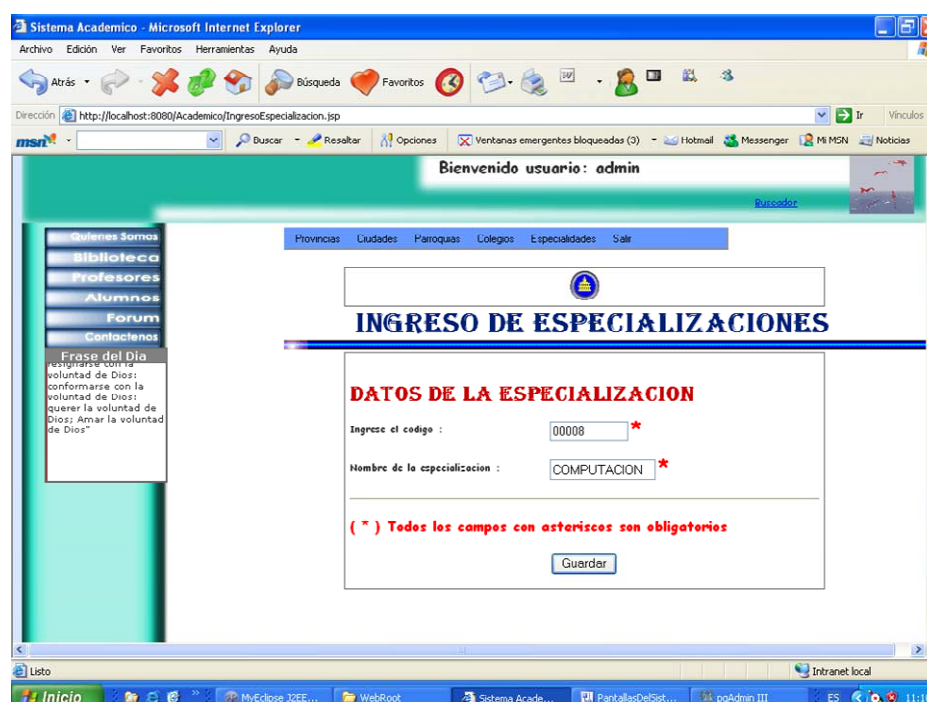 Sistema Academico - Microsoft Internet Explorer
Archivo Edición Ver Favoritos Herramientas Ayuda
Atrás Búsqueda Favoritos
Dirección http://localhost:8080/Academico/IngresoEspecializacion.jsp Ir Vínculos
msn Buscar Resaltar Opciones Ventanas emergentes bloqueadas (3) Hotmail Messenger Mi MSN Noticias
Bienvenido usuario: admin
Buscador
Quienes Somos
Biblioteca
Profesores
Alumnos
Forum
Contactenos
Provincias Ciudades Parroquias Colegios Especialidades Salir
INGRESO DE ESPECIALIZACIONES
Frase del Dia
resignarse con la
voluntad de Dios:
conformarse con la
voluntad de Dios:
querer la voluntad de
Dios; Amar la voluntad
de Dios"
DATOS DE LA ESPECIALIZACION
Ingrese el codigo : 00008 *
Nombre de la especializacion : COMPUTACION *
( * ) Todos los campos con asteriscos son obligatorios
Guardar
Listo Intranet local
Inicio MyEclipse J2EE... WebRoot Sistema Acade... PantallasDelSist... pgAdmin III ES